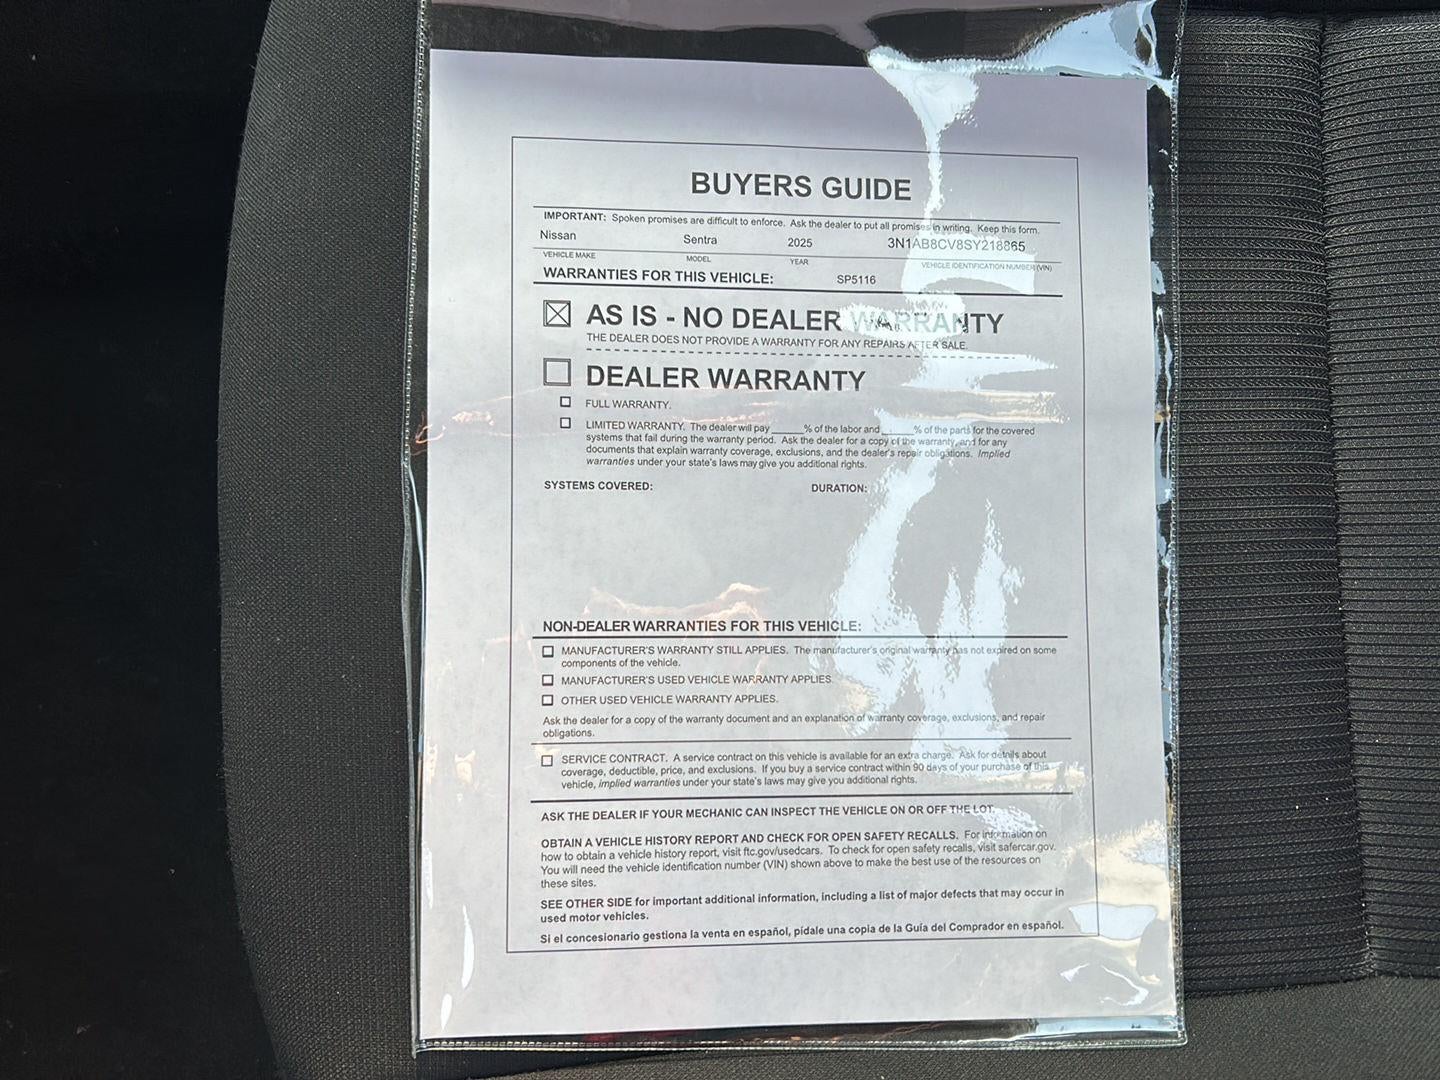 BUYERS GUIDE
IMPORTANT: Spoken promises are difficult to enforce. Ask the dealer to put all promises in writing. Keep this form.
Nissan Sentra 2025 3N1AB8CV8SY218865
VEHICLE MAKE MODEL YEAR VEHICLE IDENTIFICATION NUMBER (VIN)
WARRANTIES FOR THIS VEHICLE: SP5116
AS IS - NO DEALER WARRANTY
THE DEALER DOES NOT PROVIDE A WARRANTY FOR ANY REPAIRS AFTER SALE.
DEALER WARRANTY
FULL WARRANTY.
LIMITED WARRANTY. The dealer will pay ______% of the labor and ______% of the parts for the covered
systems that fail during the warranty period. Ask the dealer for a copy of the warranty, and for any
documents that explain warranty coverage, exclusions, and the dealer's repair obligations. Implied
warranties under your state's laws may give you additional rights.
SYSTEMS COVERED: DURATION:
NON-DEALER WARRANTIES FOR THIS VEHICLE:
MANUFACTURER'S WARRANTY STILL APPLIES. The manufacturer's original warranty has not expired on some
components of the vehicle.
MANUFACTURER'S USED VEHICLE WARRANTY APPLIES.
OTHER USED VEHICLE WARRANTY APPLIES.
Ask the dealer for a copy of the warranty document and an explanation of warranty coverage, exclusions, and repair
obligations.
SERVICE CONTRACT. A service contract on this vehicle is available for an extra charge. Ask for details about
coverage, deductible, price, and exclusions. If you buy a service contract within 90 days of your purchase of this
vehicle, implied warranties under your state's laws may give you additional rights.
ASK THE DEALER IF YOUR MECHANIC CAN INSPECT THE VEHICLE ON OR OFF THE LOT.
OBTAIN A VEHICLE HISTORY REPORT AND CHECK FOR OPEN SAFETY RECALLS. For information on
how to obtain a vehicle history report, visit ftc.gov/usedcars. To check for open safety recalls, visit safercar.gov.
You will need the vehicle identification number (VIN) shown above to make the best use of the resources on
these sites.
SEE OTHER SIDE for important additional information, including a list of major defects that may occur in
used motor vehicles.
Si el concesionario gestiona la venta en español, pídale una copia de la Guía del Comprador en español.